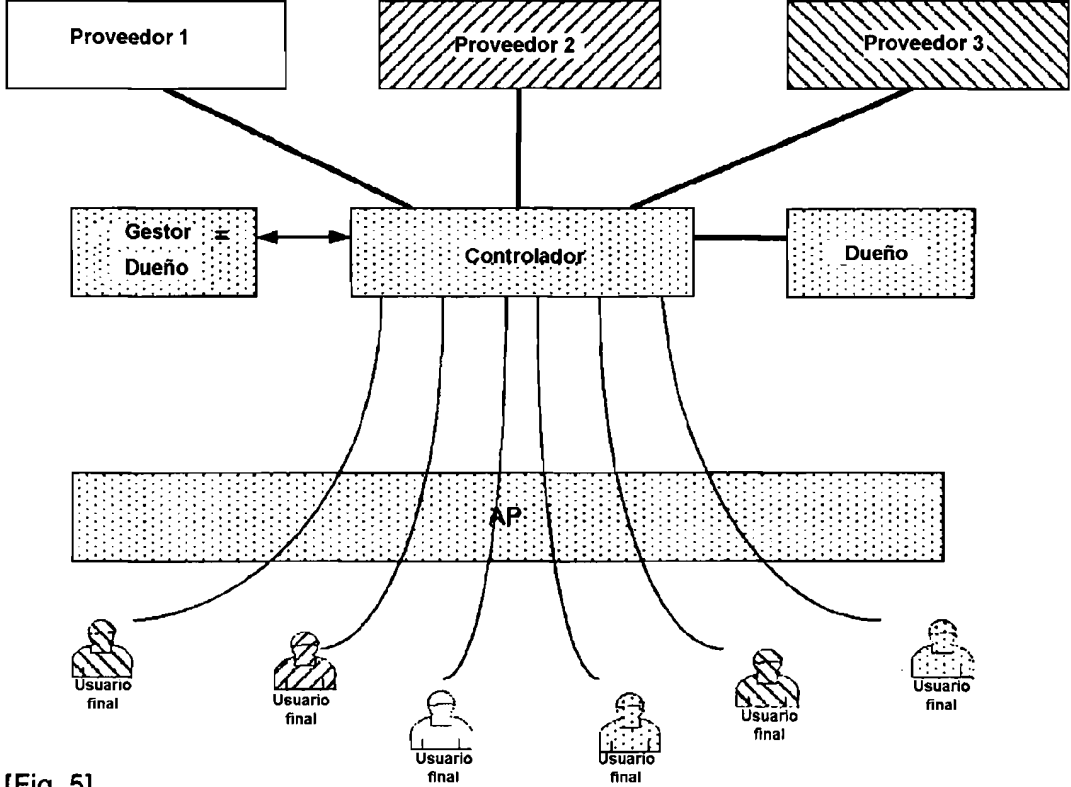 Proveedor 1
Proveedor 2
Proveedor 3
Gestor =
Dueño
Controlador
Dueño
AP
Usuario
final
Usuario
final
Usuario
final
Usuario
final
Usuario
final
Usuario
final
[Fig. 5]